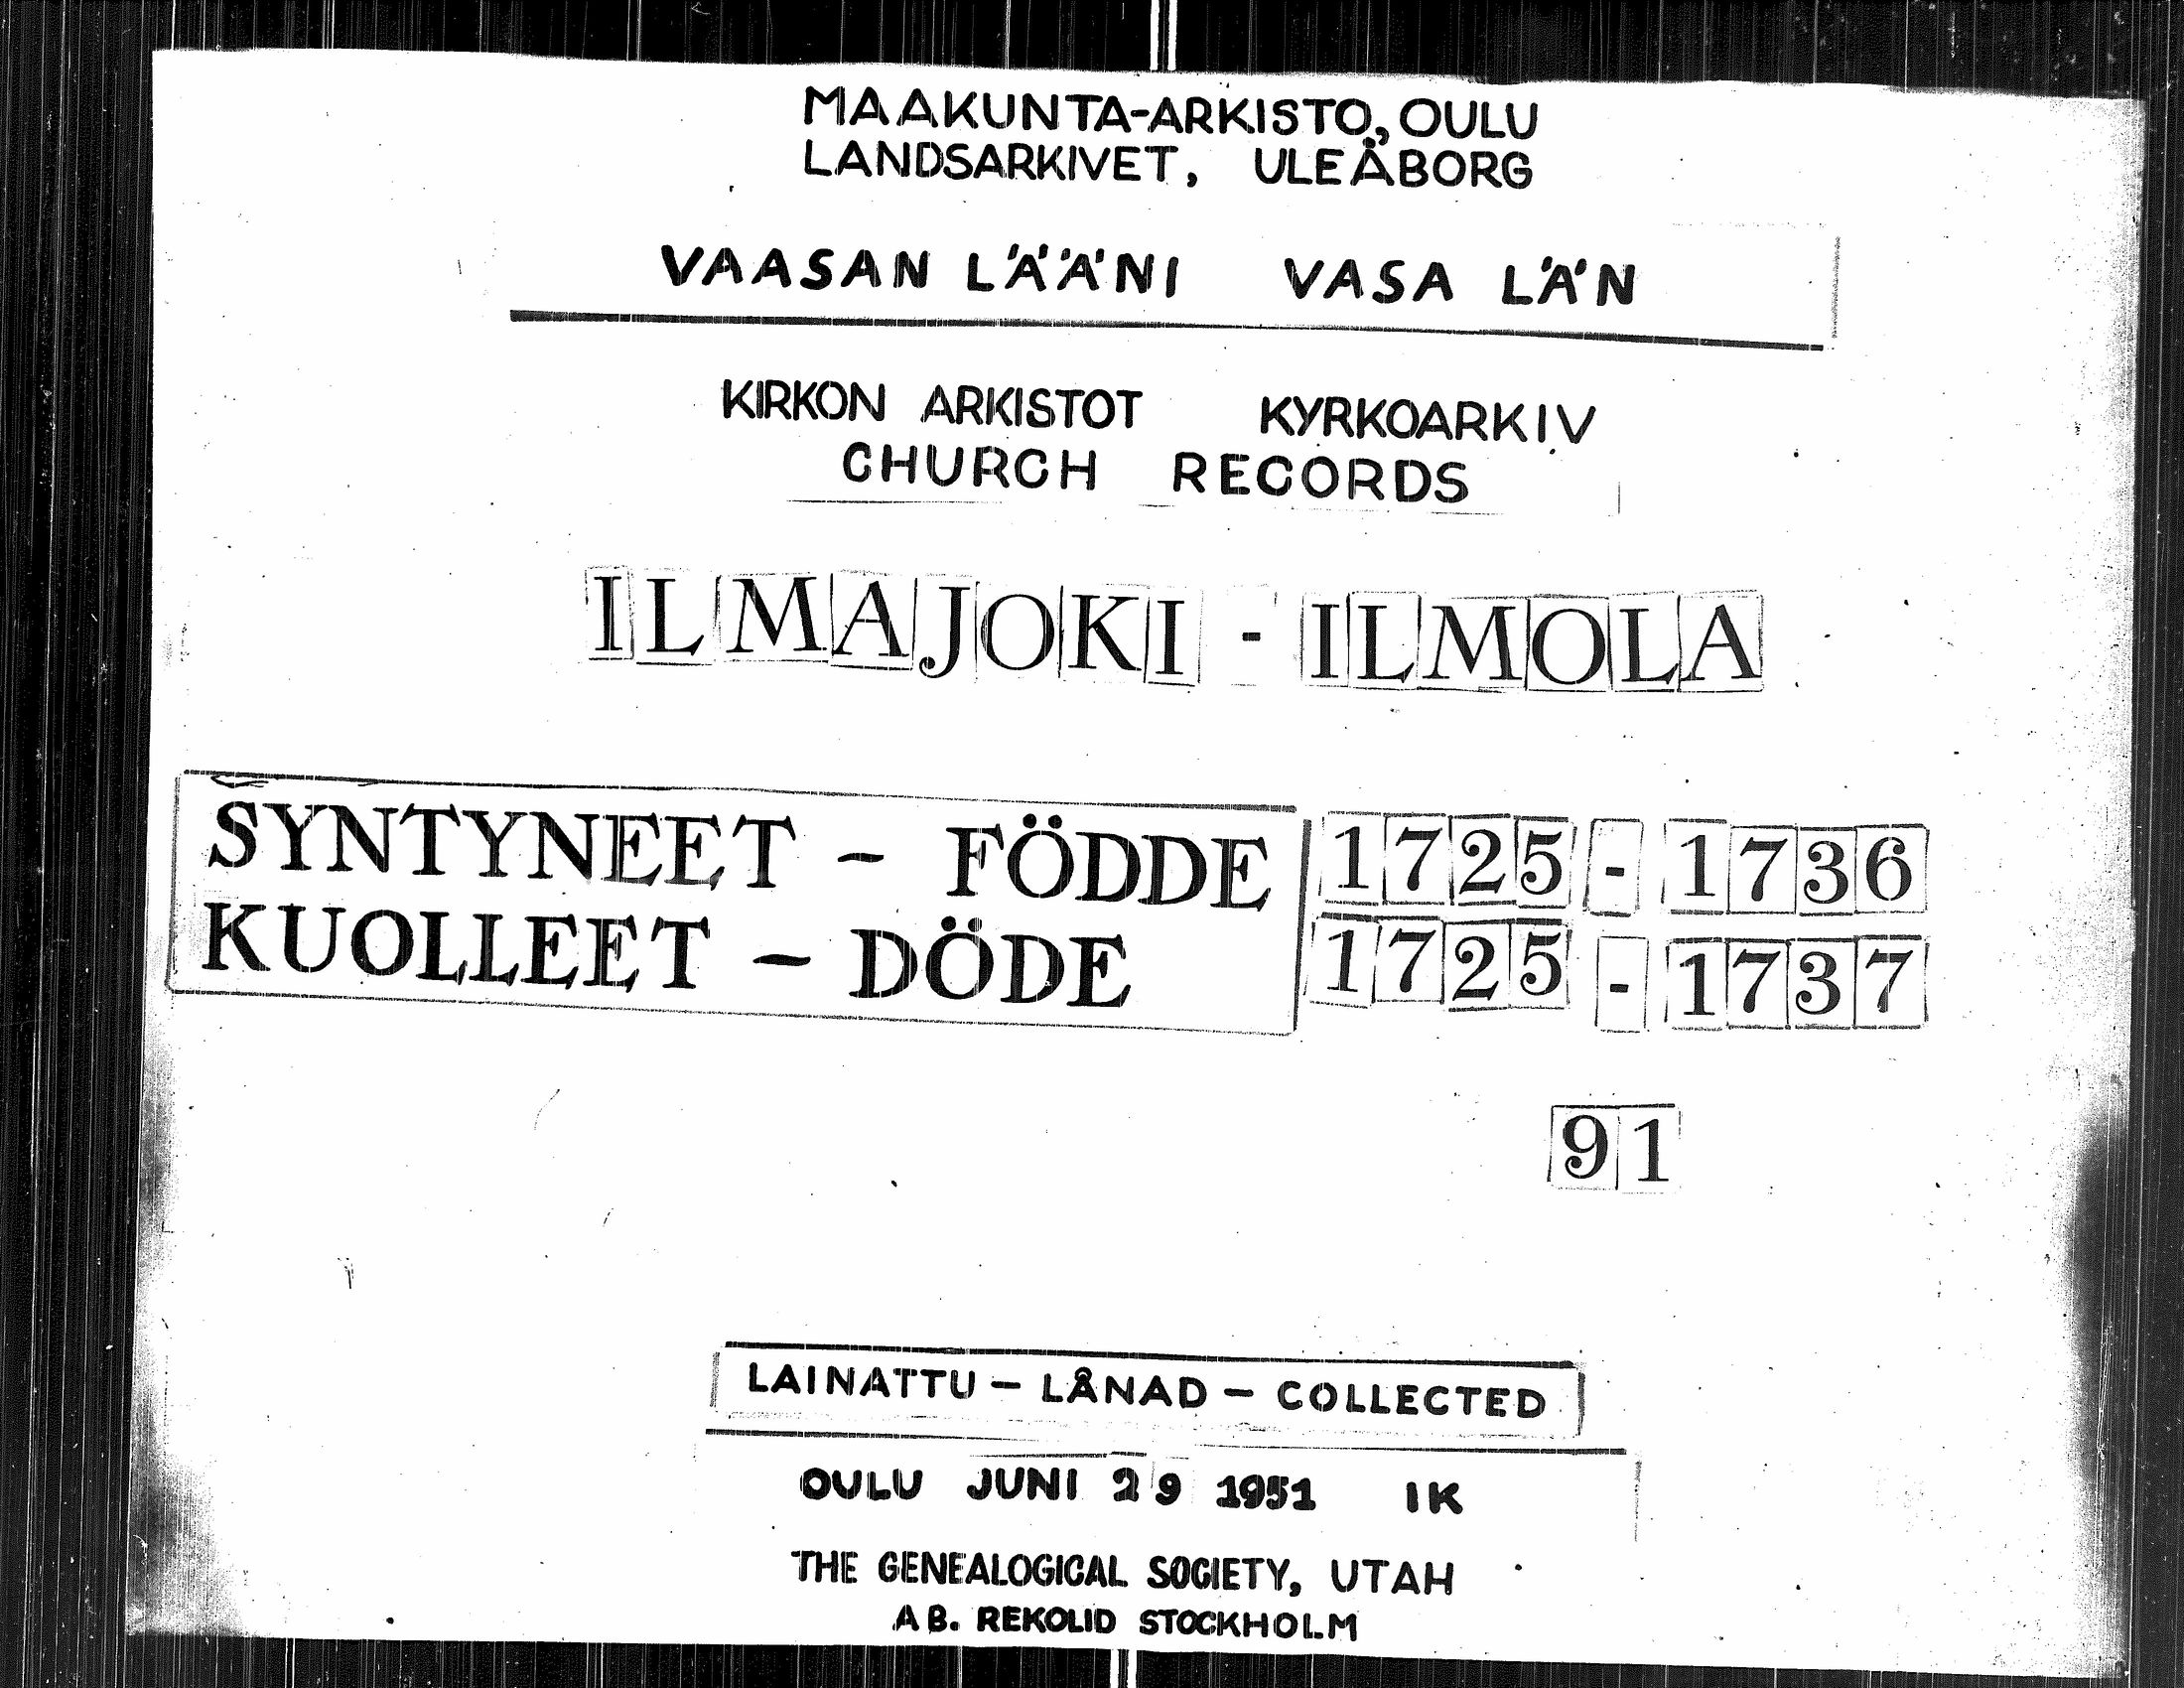 MAAKUNTA-ARKISTO, OULU
LANDSARKIVET, ULEÅBORG
VAASAN LÄÄNI VASA LÄN
KIRKON ARKISTOT KYRKOARKIV
CHURCH RECORDS
ILMAJOKI - ILMOLA
SYNTYNEET - FÖDDE 1725 - 1736
KUOLLEET - DÖDE 1725 - 1737
91
LAINATTU - LÅNAD - COLLECTED
OULU JUNI 29 1951 IK
THE GENEALOGICAL SOCIETY, UTAH
AB. REKOLID STOCKHOLM